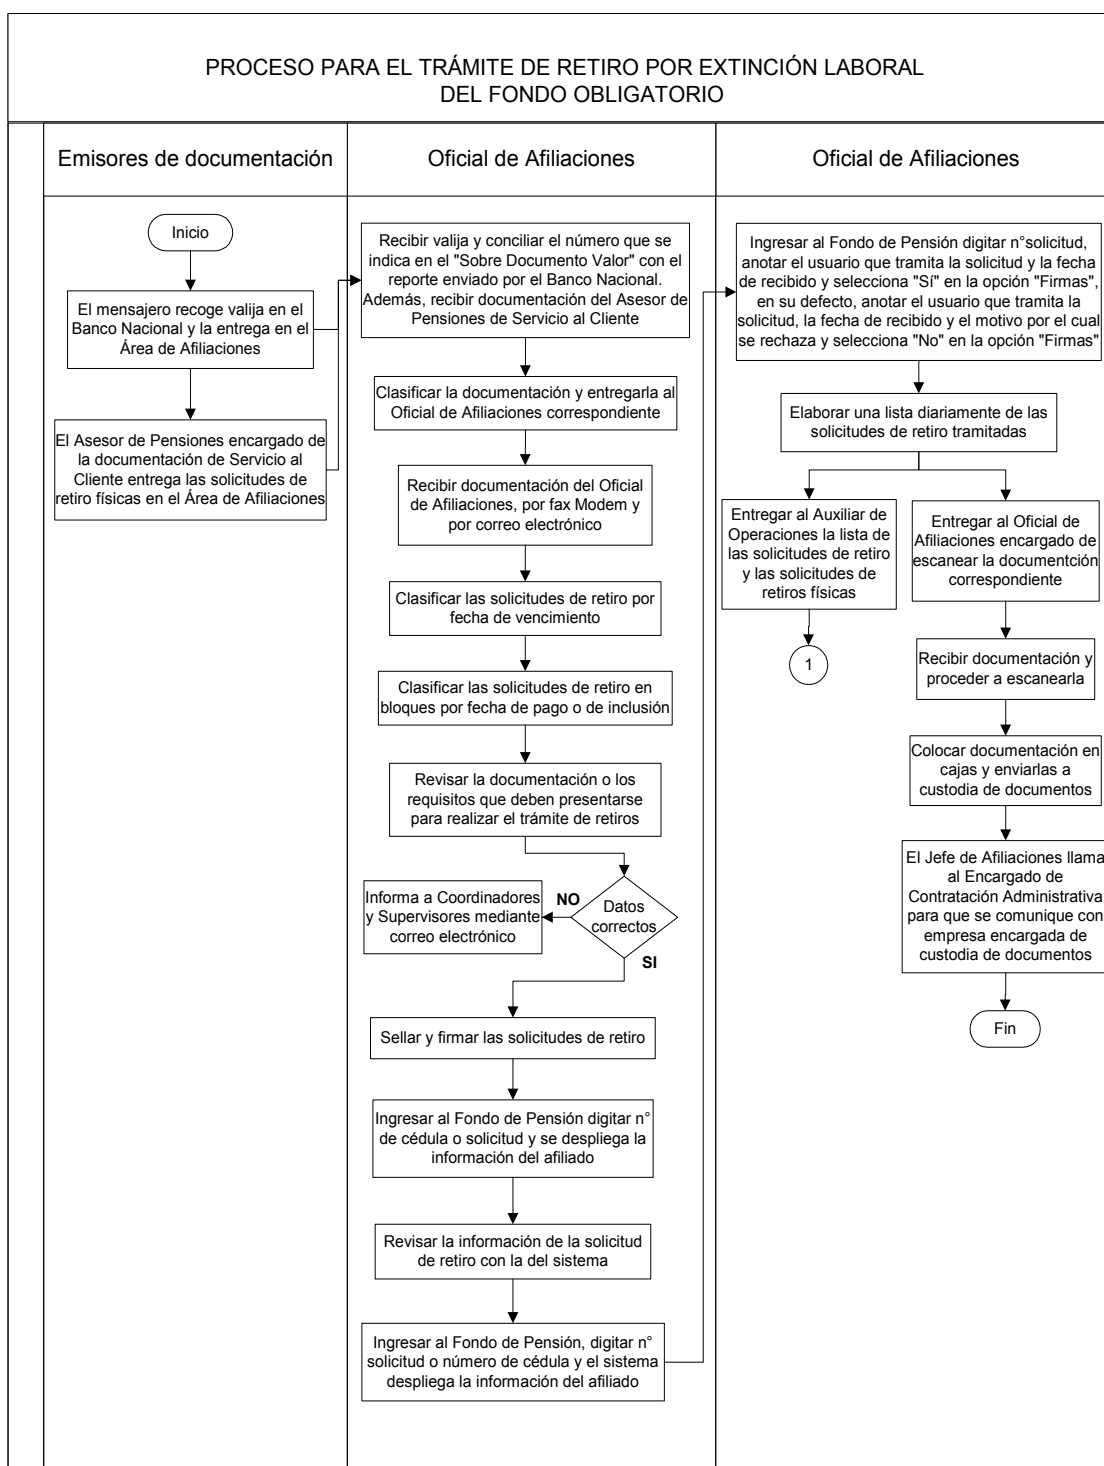 PROCESO PARA EL TRÁMITE DE RETIRO POR EXTINCIÓN LABORAL
DEL FONDO OBLIGATORIO
Emisores de documentación
Oficial de Afiliaciones
Oficial de Afiliaciones
Inicio
El mensajero recoge valija en el
Banco Nacional y la entrega en el
Área de Afiliaciones
El Asesor de Pensiones encargado de
la documentación de Servicio al
Cliente entrega las solicitudes de
retiro físicas en el Área de Afiliaciones
Recibir valija y conciliar el número que se
indica en el "Sobre Documento Valor" con el
reporte enviado por el Banco Nacional.
Además, recibir documentación del Asesor de
Pensiones de Servicio al Cliente
Clasificar la documentación y entregarla al
Oficial de Afiliaciones correspondiente
Recibir documentación del Oficial
de Afiliaciones, por fax Modem y
por correo electrónico
Clasificar las solicitudes de retiro por
fecha de vencimiento
Clasificar las solicitudes de retiro en
bloques por fecha de pago o de inclusión
Revisar la documentación o los
requisitos que deben presentarse
para realizar el trámite de retiros
Datos
correctos
NO
Informa a Coordinadores
y Supervisores mediante
correo electrónico
SI
Sellar y firmar las solicitudes de retiro
Ingresar al Fondo de Pensión digitar n°
de cédula o solicitud y se despliega la
información del afiliado
Revisar la información de la solicitud
de retiro con la del sistema
Ingresar al Fondo de Pensión, digitar n°
solicitud o número de cédula y el sistema
despliega la información del afiliado
Ingresar al Fondo de Pensión digitar n°solicitud,
anotar el usuario que tramita la solicitud y la fecha
de recibido y selecciona "Sí" en la opción "Firmas",
en su defecto, anotar el usuario que tramita la
solicitud, la fecha de recibido y el motivo por el cual
se rechaza y selecciona "No" en la opción "Firmas"
Elaborar una lista diariamente de las
solicitudes de retiro tramitadas
Entregar al Auxiliar de
Operaciones la lista de
las solicitudes de retiro
y las solicitudes de
retiros físicas
1
Entregar al Oficial de
Afiliaciones encargado de
escanear la documentción
correspondiente
Recibir documentación y
proceder a escanearla
Colocar documentación en
cajas y enviarlas a
custodia de documentos
El Jefe de Afiliaciones llama
al Encargado de
Contratación Administrativa
para que se comunique con
empresa encargada de
custodia de documentos
Fin